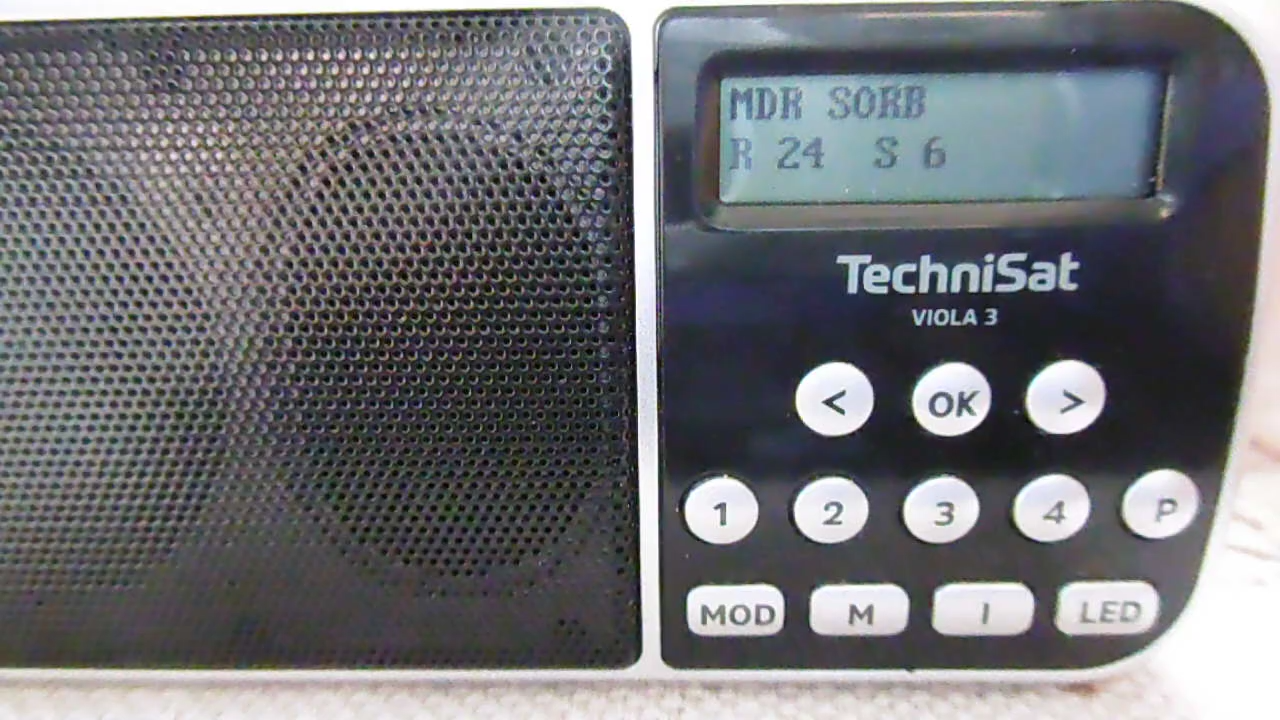 MDR SORB
R 24 S 6
TechniSat
VIOLA 3
< OK >
1 2 3 4 P
MOD M I LED